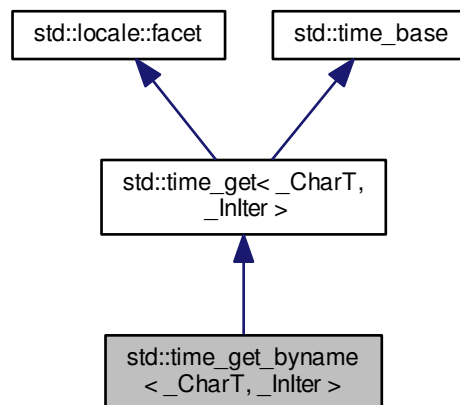 std::locale::facet
std::time_base
std::time_get< _CharT,
_InIter >
std::time_get_byname
< _CharT, _InIter >